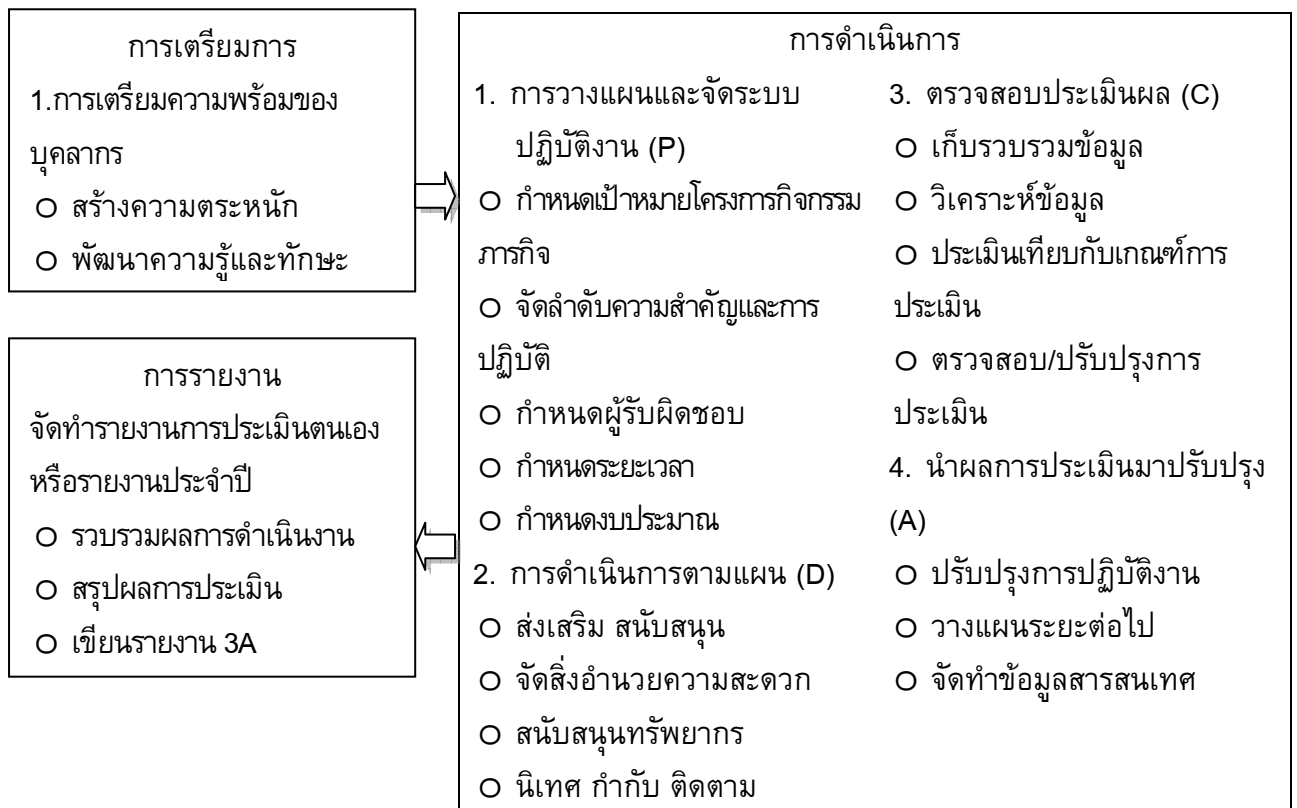 การเตรียมการ
1.การเตรียมความพร้อมของ
บุคลากร
O สร้างความตระหนัก
O พัฒนาความรู้และทักษะ
การดำเนินการ
1. การวางแผนและจัดระบบ
ปฏิบัติงาน (P)
O กำหนดเป้าหมายโครงการกิจกรรม
ภารกิจ
O จัดลำดับความสำคัญและการ
ปฏิบัติ
O กำหนดผู้รับผิดชอบ
O กำหนดระยะเวลา
O กำหนดงบประมาณ
2. การดำเนินการตามแผน (D)
O ส่งเสริม สนับสนุน
O จัดสิ่งอำนวยความสะดวก
O สนับสนุนทรัพยากร
O นิเทศ กำกับ ติดตาม
3. ตรวจสอบประเมินผล (C)
O เก็บรวบรวมข้อมูล
O วิเคราะห์ข้อมูล
O ประเมินเทียบกับเกณฑ์การ
ประเมิน
O ตรวจสอบ/ปรับปรุงการ
ประเมิน
4. นำผลการประเมินมาปรับปรุง
(A)
O ปรับปรุงการปฏิบัติงาน
O วางแผนระยะต่อไป
O จัดทำข้อมูลสารสนเทศ
การรายงาน
จัดทำรายงานการประเมินตนเอง
หรือรายงานประจำปี
O รวบรวมผลการดำเนินงาน
O สรุปผลการประเมิน
O เขียนรายงาน 3A